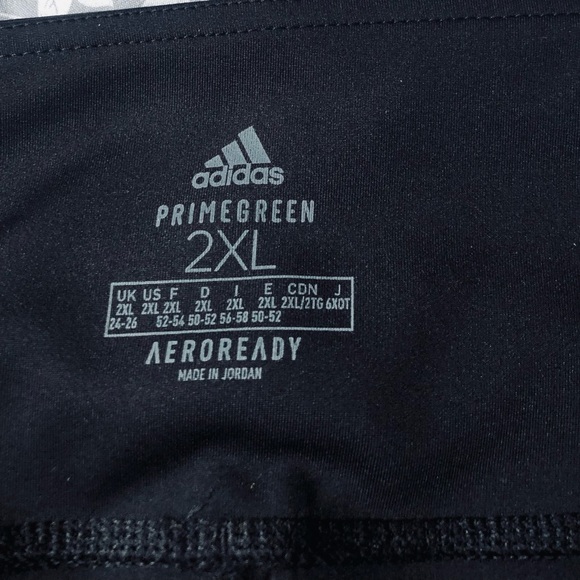 adidas
PRIMEGREEN
2XL
UK US F D I E CDN J
2XL 2XL 2XL 2XL 2XL 2XL 2XL/2TG 6XOT
24-26 52-54 50-52 56-58 50-52
AEROREADY
MADE IN JORDAN